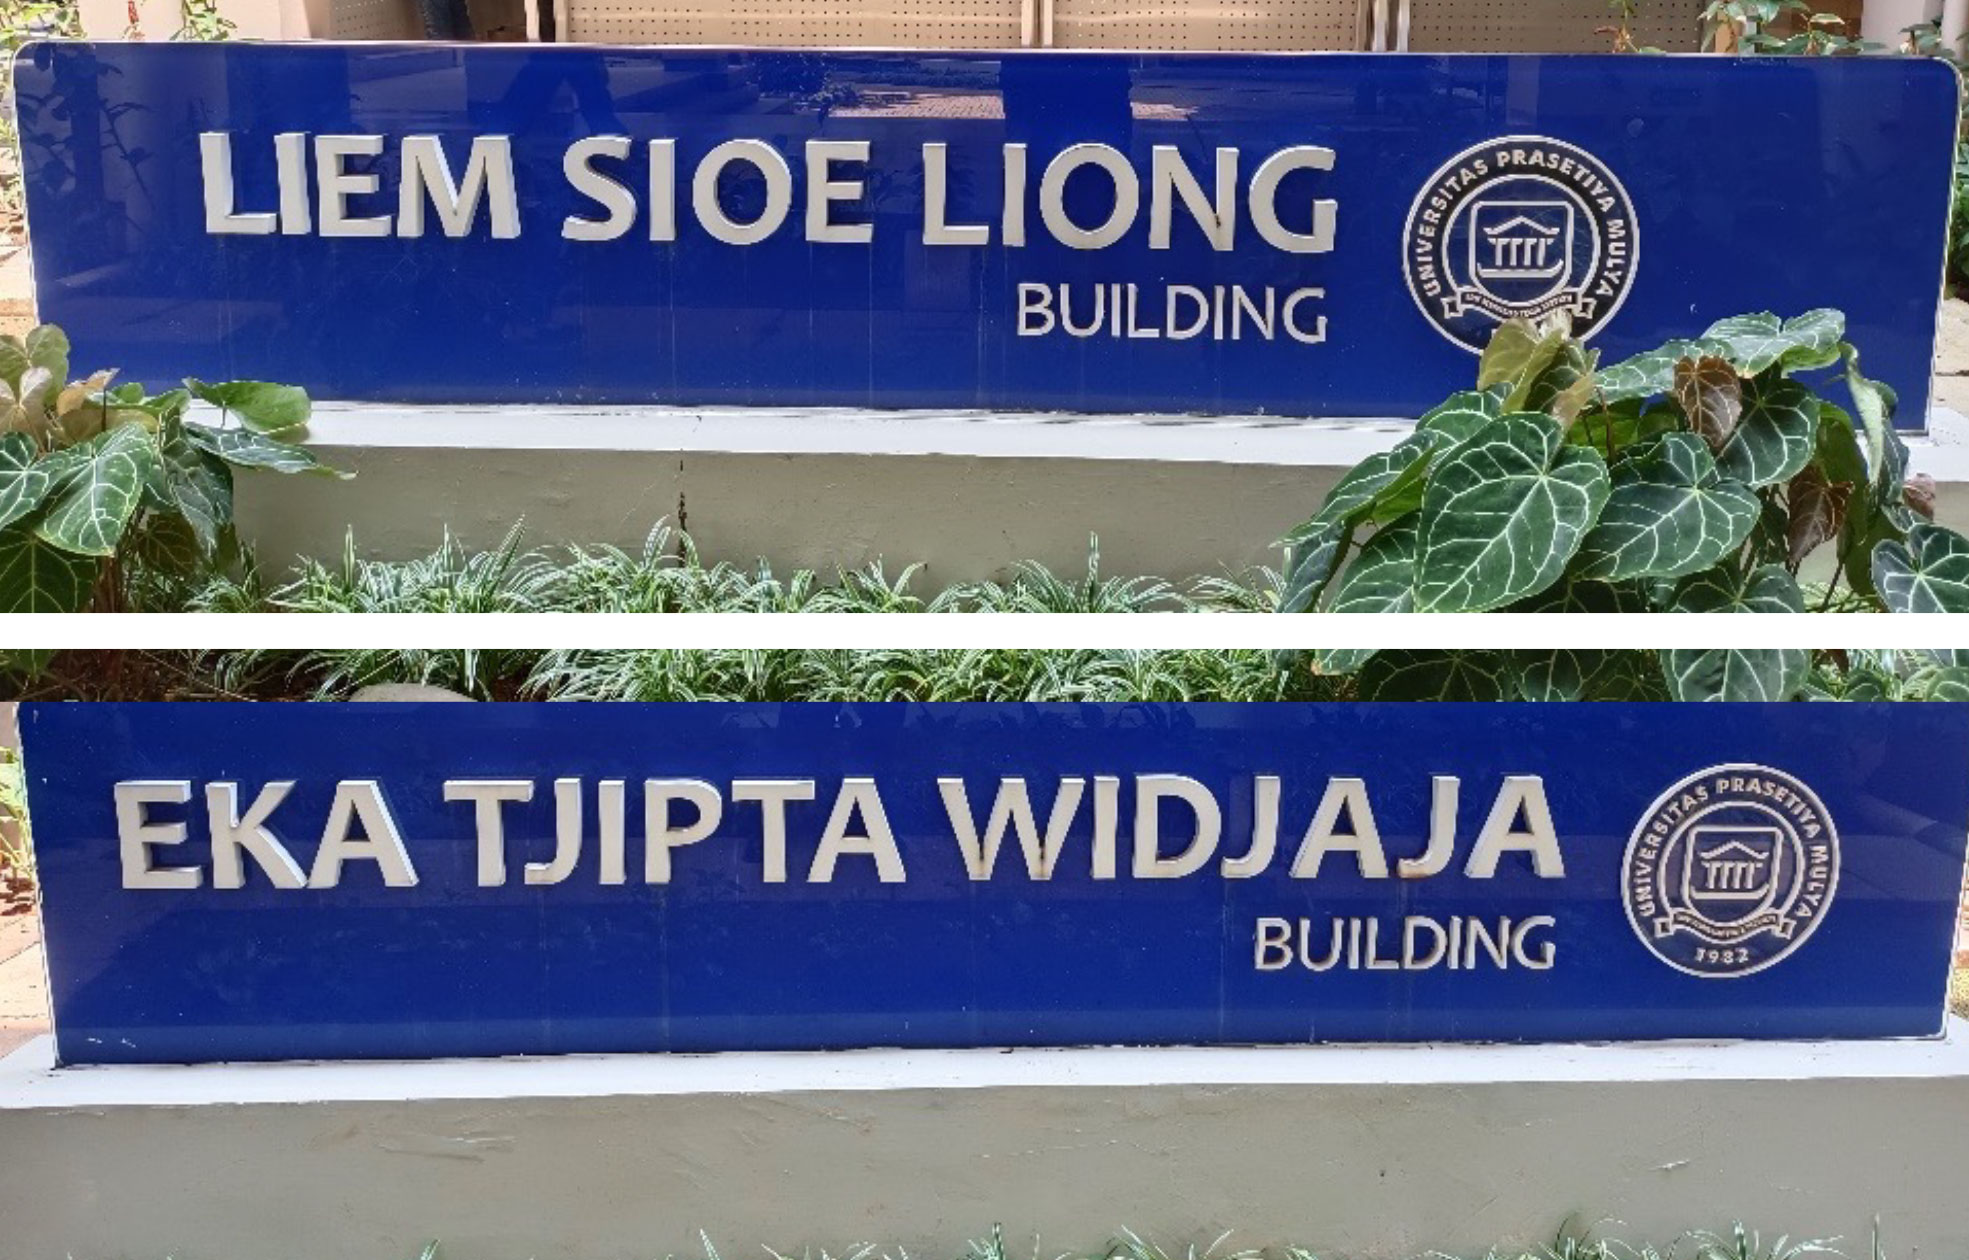 LIEM SIOE LIONG
BUILDING
UNIVERSITAS PRASETIYA MULYA
EKA TJIPTA WIDJAJA
BUILDING
UNIVERSITAS PRASETIYA MULYA
1982